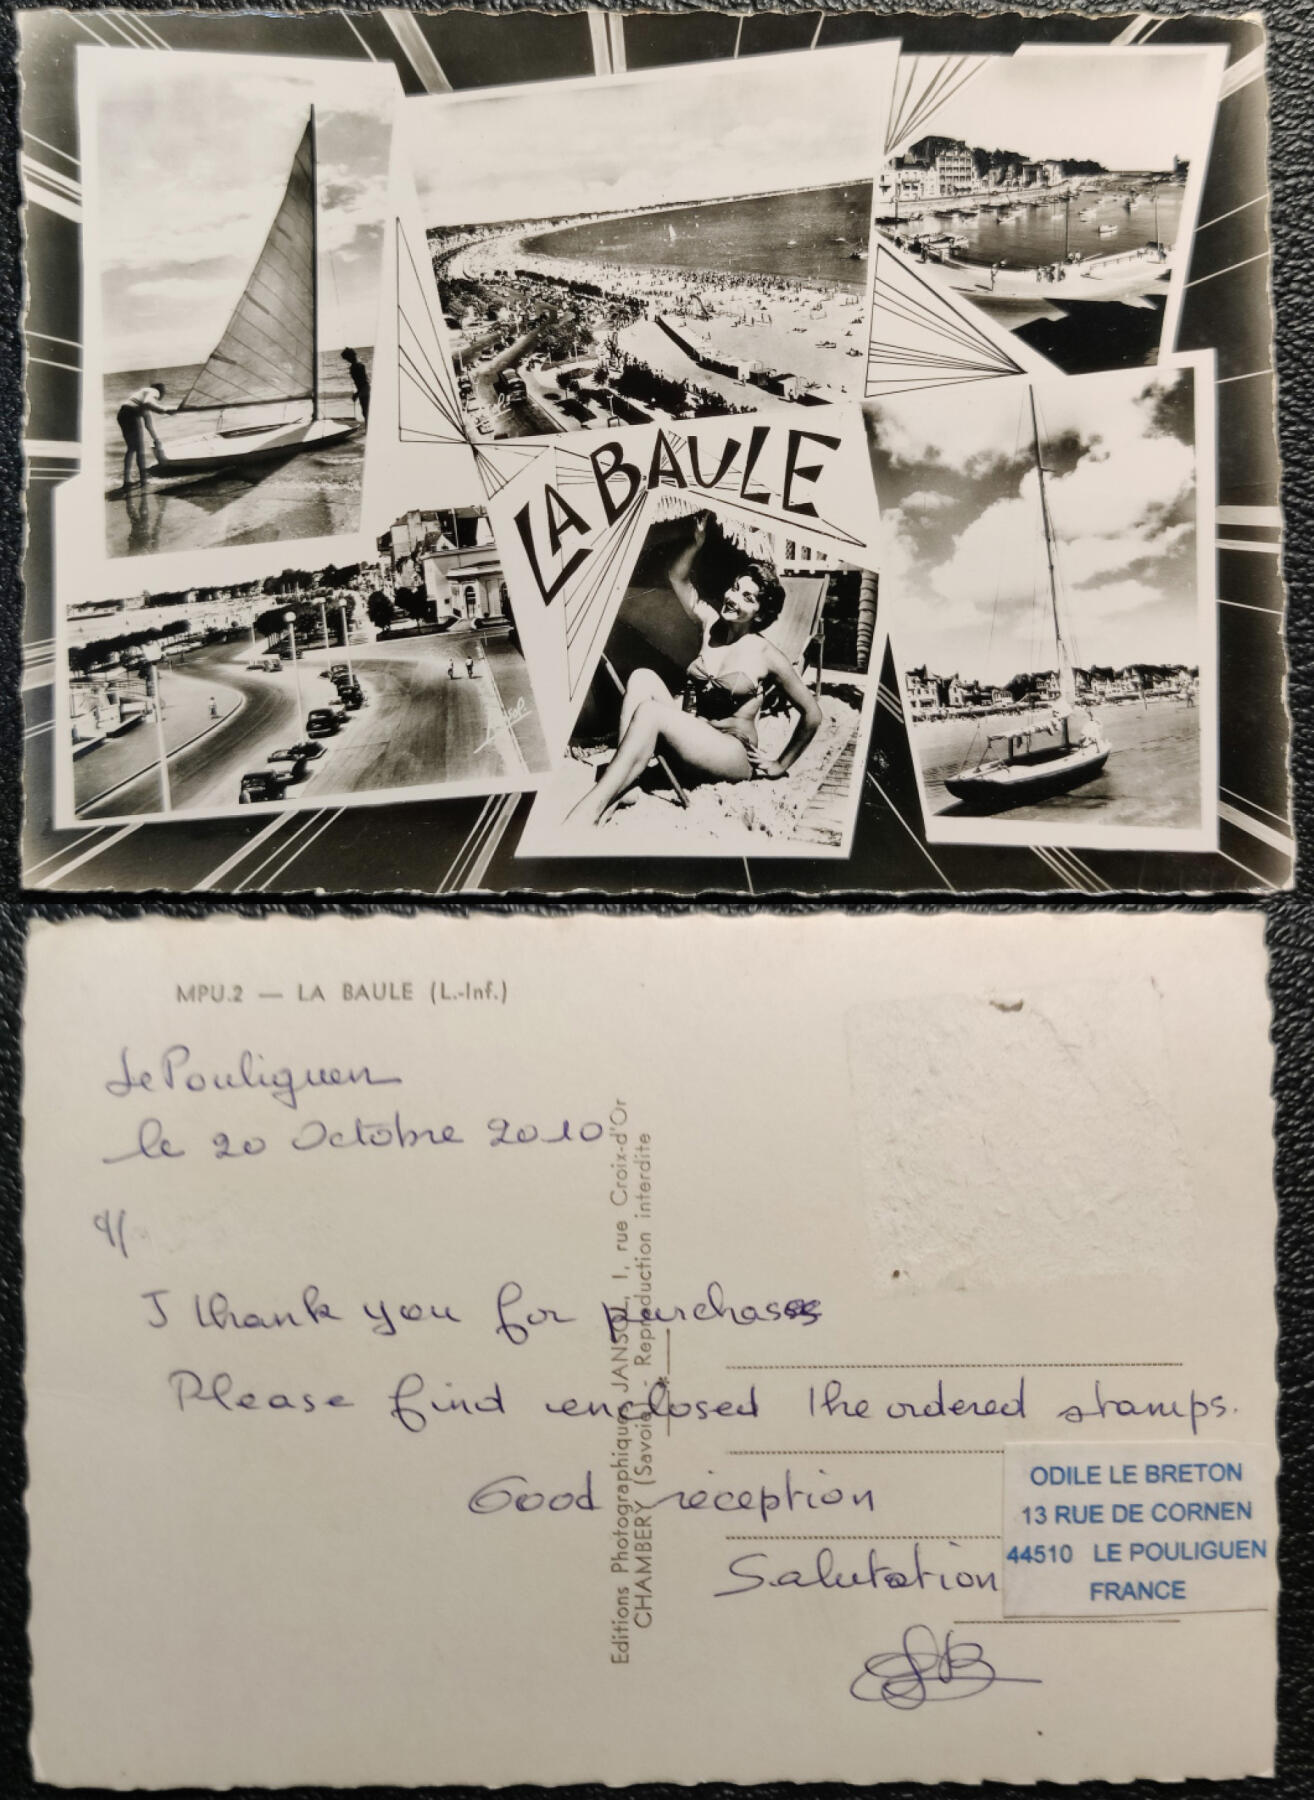 LA BAULE
MPU.2 — LA BAULE (L.-Inf.)
Le Pouliguen
le 20 Octobre 2010
I thank you for purchases
Please find enclosed the ordered stamps.
Good réception
Salutation
Editions Photographiques JANSOL, 1, rue Croix-d'Or
CHAMBERY (Savoie) - Reproduction interdite
ODILE LE BRETON
13 RUE DE CORNEN
44510 LE POULIGUEN
FRANCE